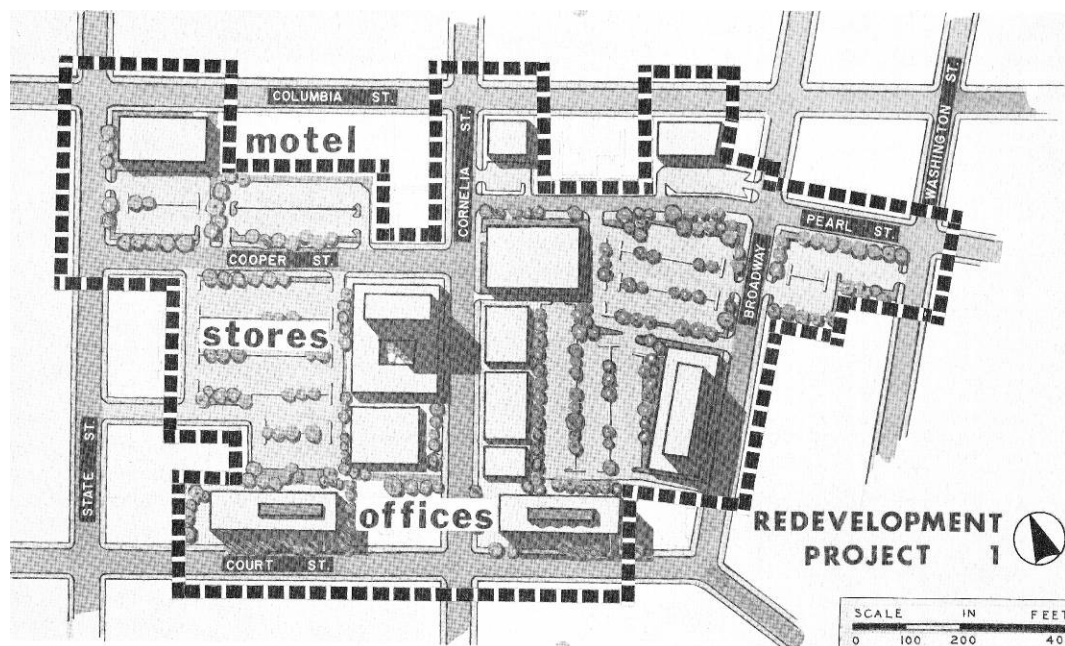 COLUMBIA ST.
motel
CORNELIA ST.
WASHINGTON ST.
PEARL ST.
COOPER ST.
BROADWAY
stores
STATE ST.
offices
REDEVELOPMENT
PROJECT 1
COURT ST.
SCALE IN FEET
0 100 200 40